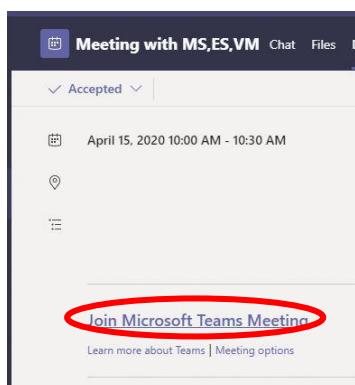 Meeting with MS,ES,VM Chat Files
Accepted
April 15, 2020 10:00 AM - 10:30 AM
Join Microsoft Teams Meeting
Learn more about Teams | Meeting options